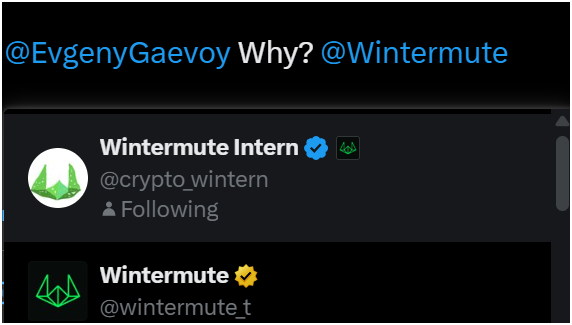 @EvgenyGaevoy Why? @Wintermute
Wintermute Intern
@crypto_wintern
Following
Wintermute
@wintermute_t